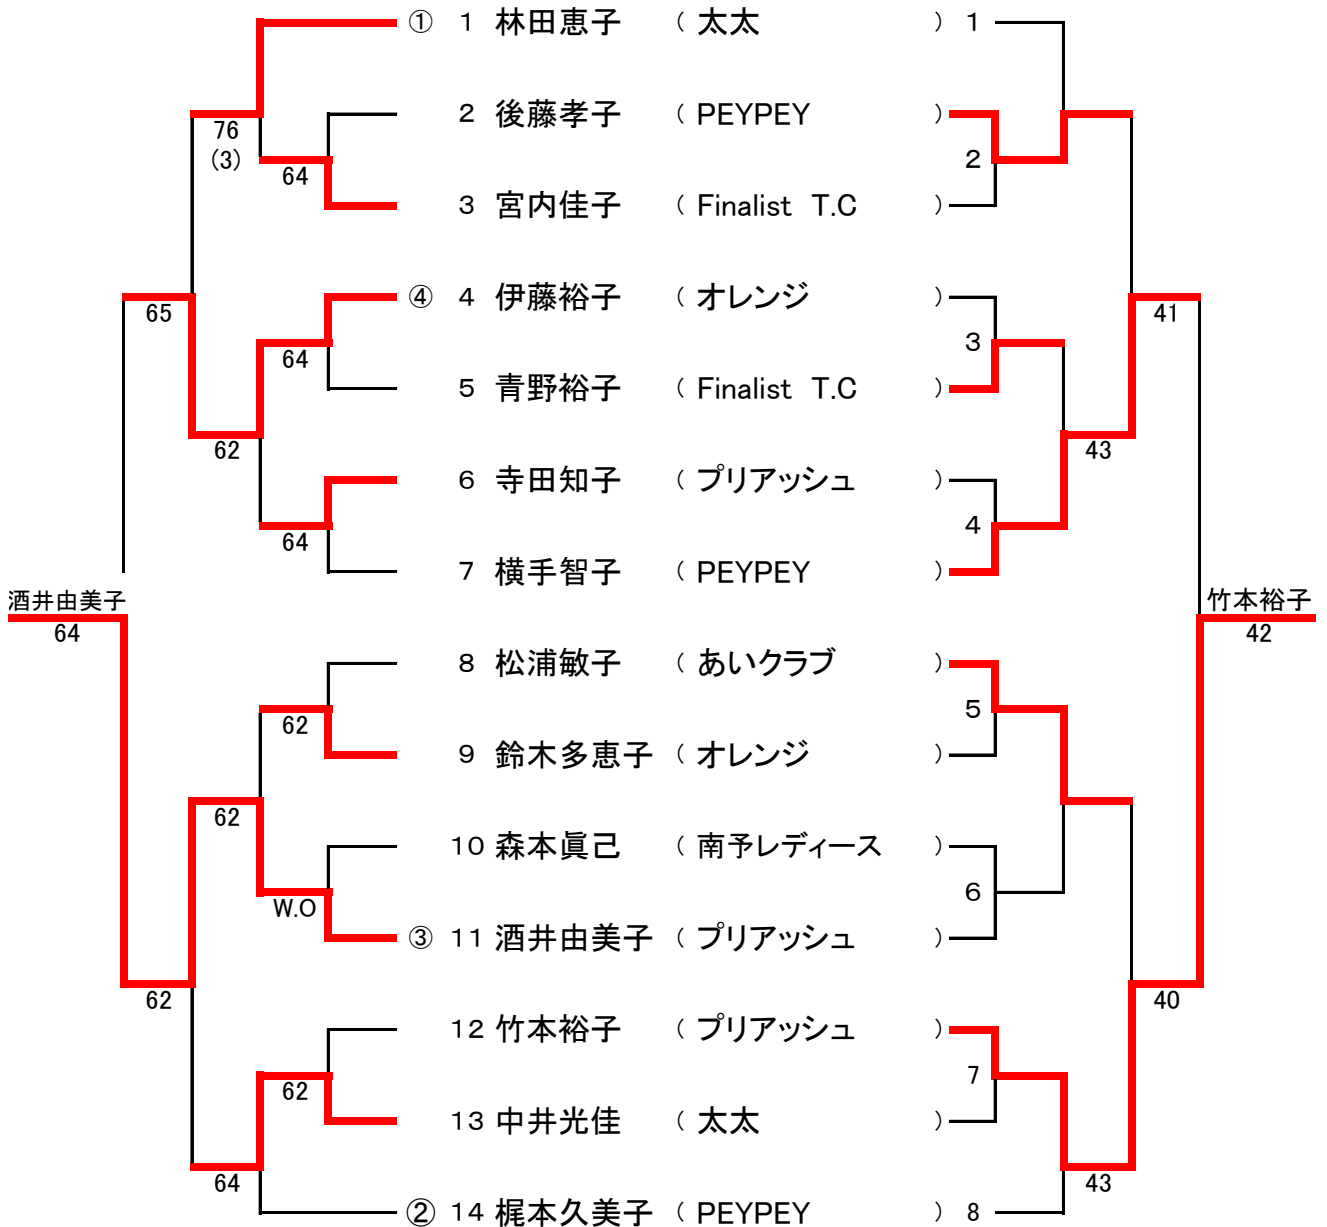 ① 1 林田恵子 ( 太太 ) 1
2 後藤孝子 ( PEYPEY )
76
(3)
2
64
3 宮内佳子 ( Finalist T.C )
④ 4 伊藤裕子 ( オレンジ )
65
41
3
64
5 青野裕子 ( Finalist T.C )
62
43
6 寺田知子 ( プリアッシュ )
4
64
7 横手智子 ( PEYPEY )
酒井由美子
竹本裕子
64
42
8 松浦敏子 ( あいクラブ )
5
62
9 鈴木多恵子 ( オレンジ )
62
10 森本眞己 ( 南予レディース )
6
W.O
③ 11 酒井由美子 ( プリアッシュ )
62
40
12 竹本裕子 ( プリアッシュ )
7
62
13 中井光佳 ( 太太 )
64
43
② 14 梶本久美子 ( PEYPEY ) 8